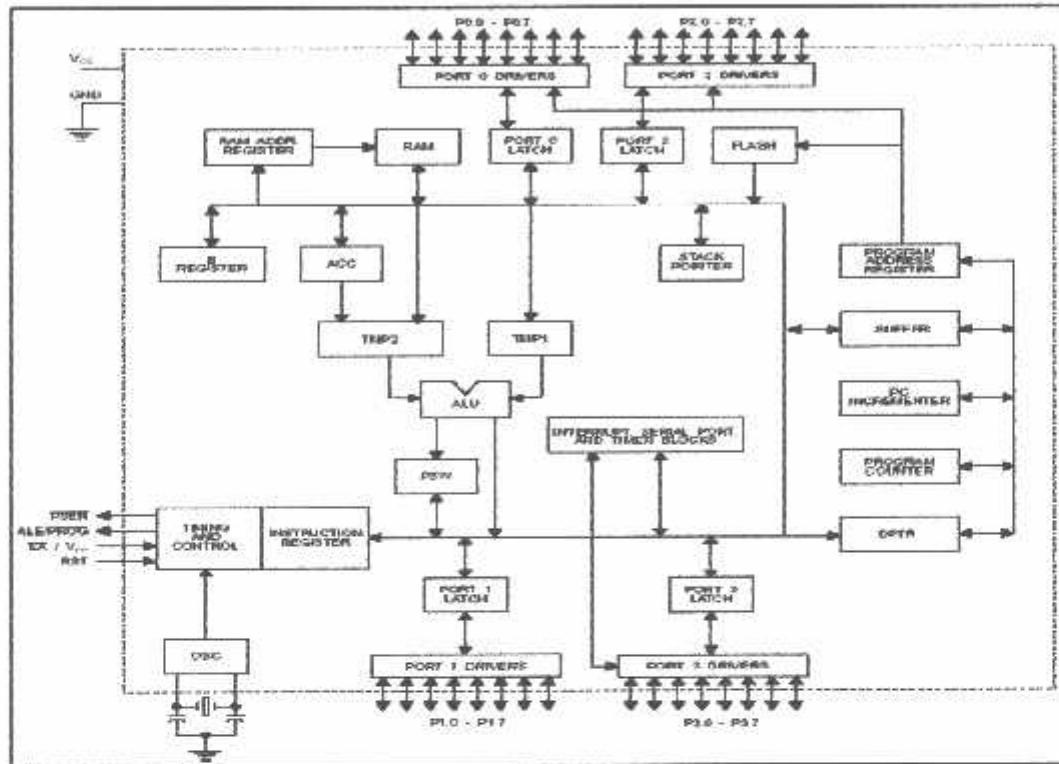 P0.0 - P0.7
P2.0 - P2.7
VCC
PORT 0 DRIVERS
PORT 2 DRIVERS
GND
RAM ADDR
REGISTER
RAM
PORT 0
LATCH
PORT 2
LATCH
FLASH
B
REGISTER
ACC
STACK
POINTER
PROGRAM
ADDRESS
REGISTER
TMP2
TMP1
BUFFER
ALU
PC
INCREMENTER
INTERRUPT, SERIAL PORT,
AND TIMER BLOCKS
PSW
PROGRAM
COUNTER
PSEN
ALE/PROG
EA / VPP
RST
TIMING
AND
CONTROL
INSTRUCTION
REGISTER
DPTR
PORT 1
LATCH
PORT 3
LATCH
OSC
PORT 1 DRIVERS
PORT 3 DRIVERS
P1.0 - P1.7
P3.0 - P3.7